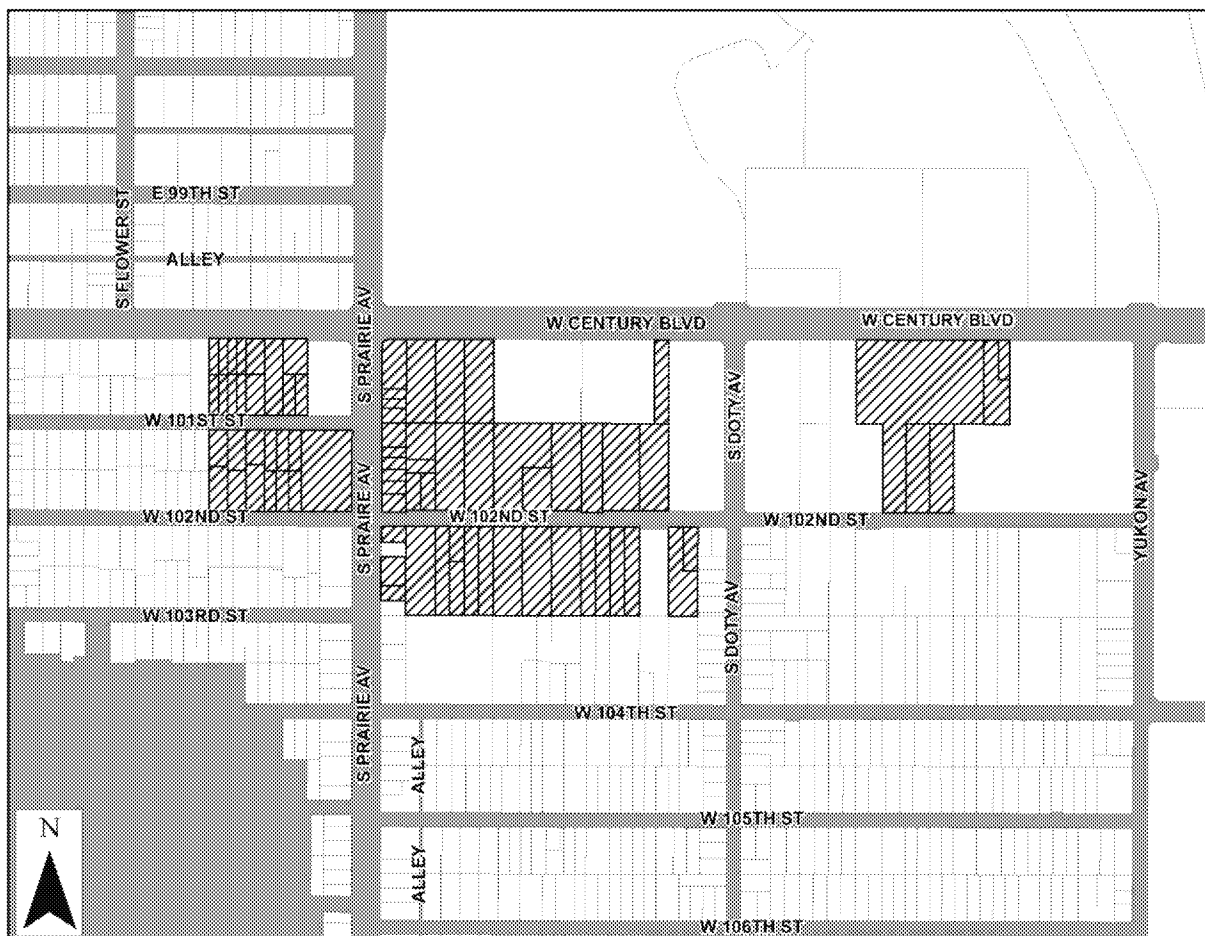 E 99TH ST
S FLOWER ST
ALLEY
S PRAIRIE AV
W CENTURY BLVD
W CENTURY BLVD
W 101ST ST
S DOTY AV
S PRAIRE AV
W 102ND ST
W 102ND ST
W 102ND ST
YUKON AV
W 103RD ST
S DOTY AV
S PRAIRIE AV
W 104TH ST
ALLEY
W 105TH ST
N
ALLEY
W 106TH ST